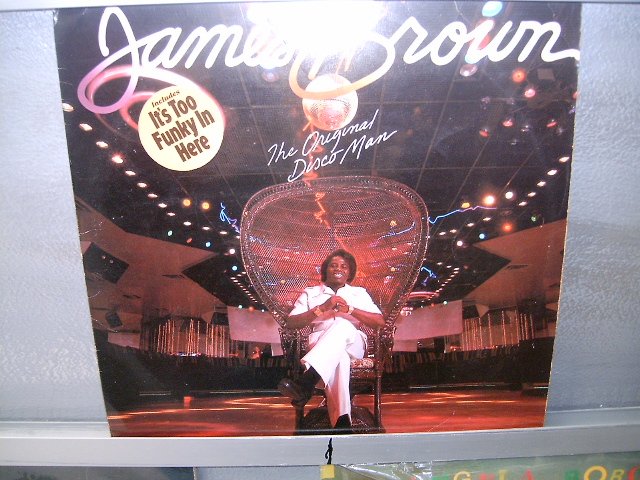 James Brown
Includes
It's Too
Funky In
Here
The Original
Disco Man